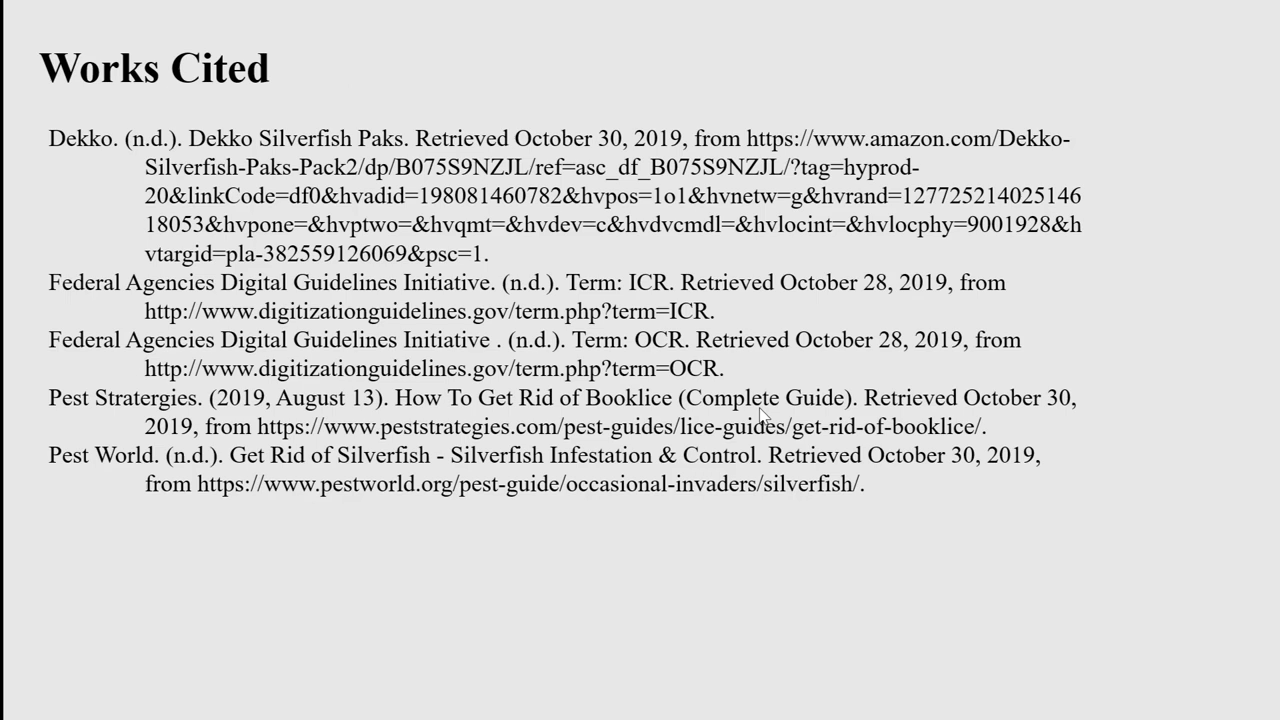 Works Cited
Dekko. (n.d.). Dekko Silverfish Paks. Retrieved October 30, 2019, from https://www.amazon.com/Dekko-
Silverfish-Paks-Pack2/dp/B075S9NZJL/ref=asc_df_B075S9NZJL/?tag=hyprod-
20&linkCode=df0&hvadid=198081460782&hvpos=1o1&hvnetw=g&hvrand=127725214025146
18053&hvpone=&hvptwo=&hvqmt=&hvdev=c&hvdvcmdl=&hvlocint=&hvlocphy=9001928&h
vtargid=pla-382559126069&psc=1.
Federal Agencies Digital Guidelines Initiative. (n.d.). Term: ICR. Retrieved October 28, 2019, from
http://www.digitizationguidelines.gov/term.php?term=ICR.
Federal Agencies Digital Guidelines Initiative . (n.d.). Term: OCR. Retrieved October 28, 2019, from
http://www.digitizationguidelines.gov/term.php?term=OCR.
Pest Stratergies. (2019, August 13). How To Get Rid of Booklice (Complete Guide). Retrieved October 30,
2019, from https://www.peststrategies.com/pest-guides/lice-guides/get-rid-of-booklice/.
Pest World. (n.d.). Get Rid of Silverfish - Silverfish Infestation & Control. Retrieved October 30, 2019,
from https://www.pestworld.org/pest-guide/occasional-invaders/silverfish/.